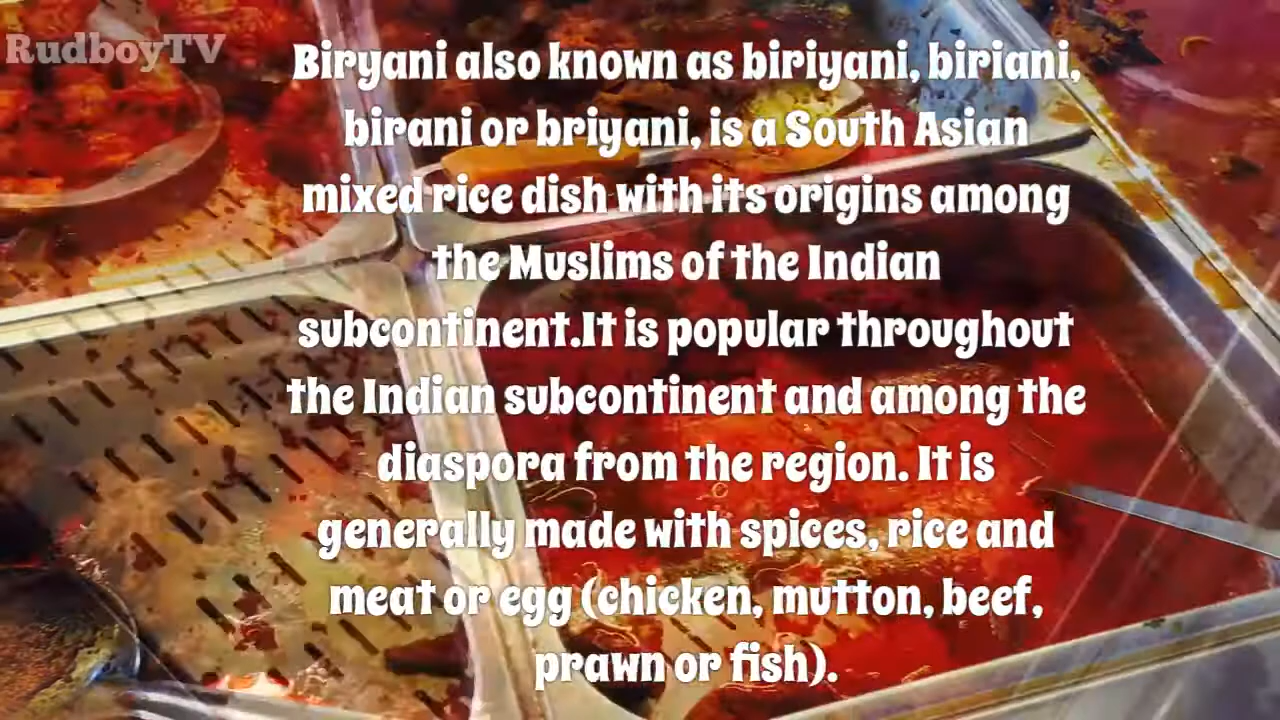 RudboyTV
Biryani also known as biriyani, biriani,
birani or briyani, is a South Asian
mixed rice dish with its origins among
the Muslims of the Indian
subcontinent.It is popular throughout
the Indian subcontinent and among the
diaspora from the region. It is
generally made with spices, rice and
meat or egg (chicken, mutton, beef,
prawn or fish).